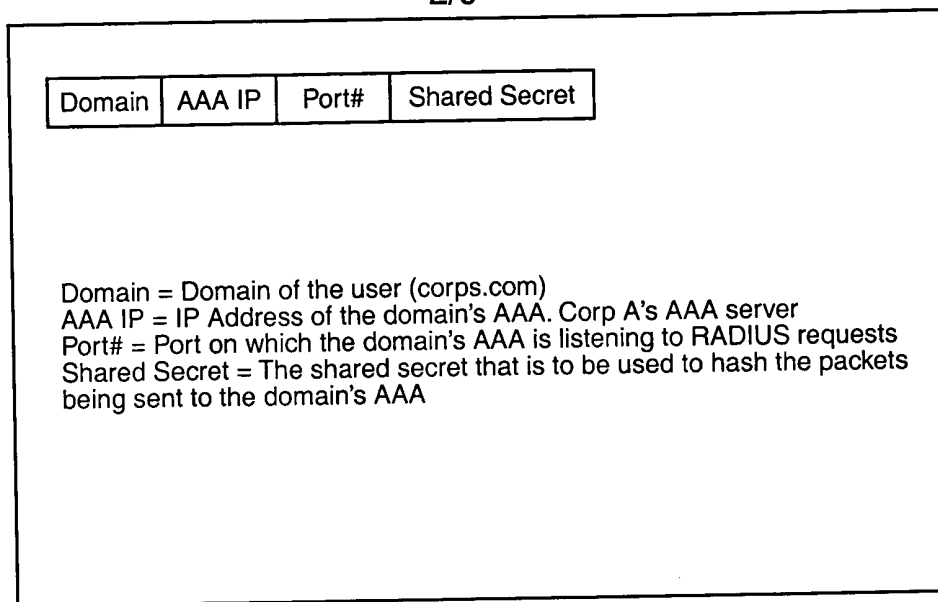 Domain AAA IP Port# Shared Secret
Domain = Domain of the user (corps.com)
AAA IP = IP Address of the domain's AAA. Corp A's AAA server
Port# = Port on which the domain's AAA is listening to RADIUS requests
Shared Secret = The shared secret that is to be used to hash the packets
being sent to the domain's AAA